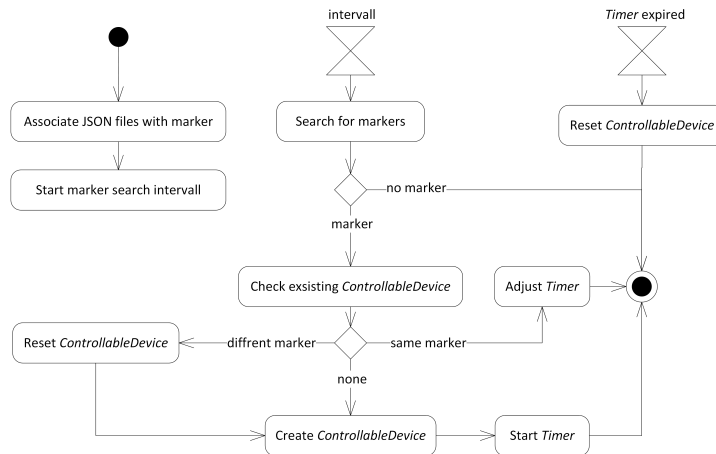 intervall
Timer expired
Associate JSON files with marker
Search for markers
Reset ControllableDevice
Start marker search intervall
no marker
marker
Check exsisting ControllableDevice
Adjust Timer
Reset ControllableDevice
diffrent marker
same marker
none
Create ControllableDevice
Start Timer